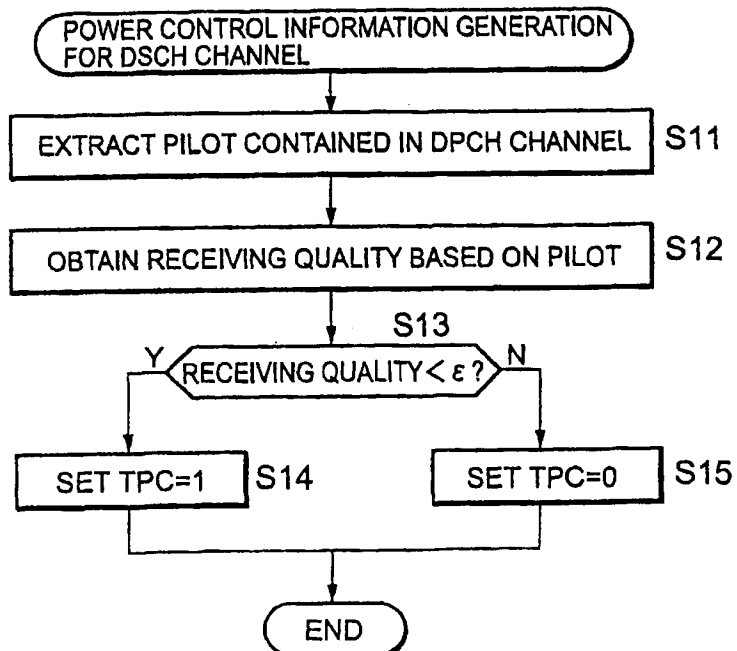 POWER CONTROL INFORMATION GENERATION
FOR DSCH CHANNEL
EXTRACT PILOT CONTAINED IN DPCH CHANNEL
S11
OBTAIN RECEIVING QUALITY BASED ON PILOT
S12
S13
Y
RECEIVING QUALITY < ε ?
N
SET TPC=1
S14
SET TPC=0
S15
END